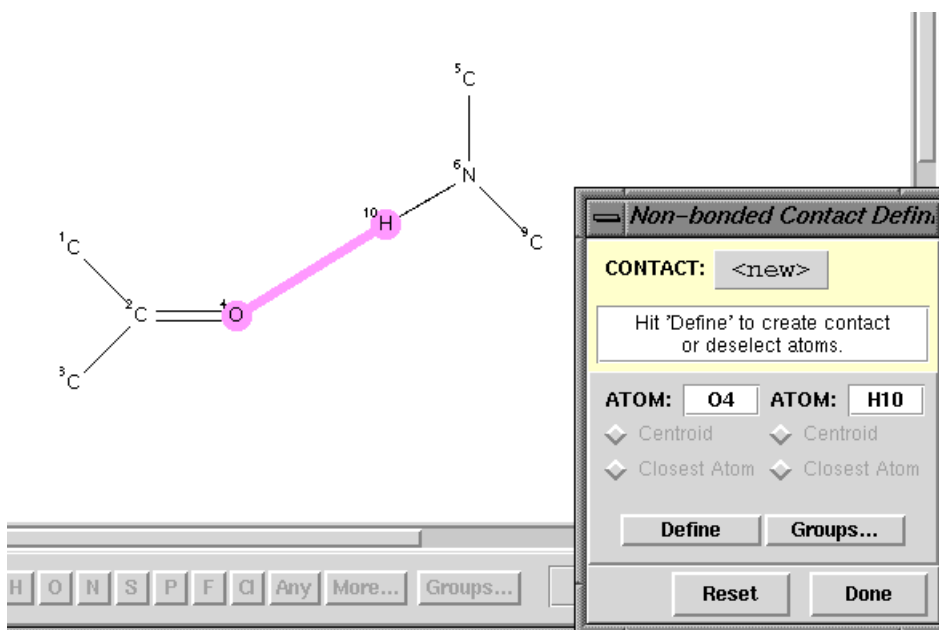 5C
6N
10H
9C
1C
2C
4O
3C
Non-bonded Contact Defin
CONTACT: <new>
Hit 'Define' to create contact
or deselect atoms.
ATOM: O4 ATOM: H10
Centroid Centroid
Closest Atom Closest Atom
Define Groups...
H O N S P F Cl Any More... Groups...
Reset Done